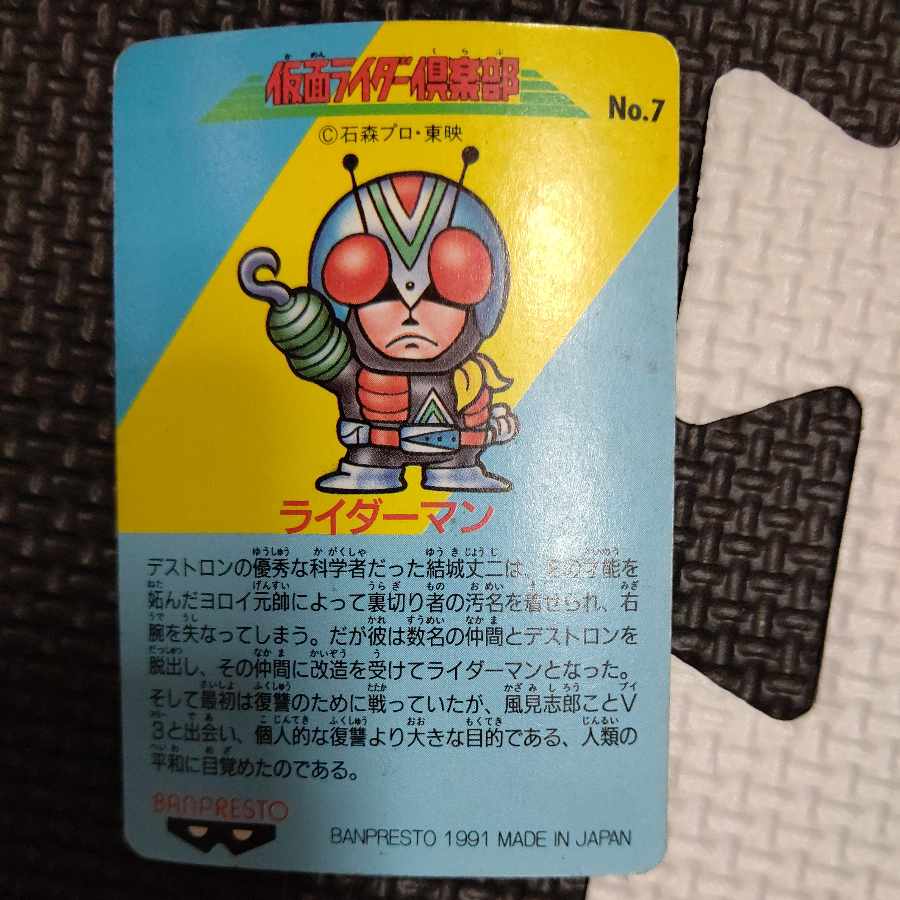 仮面ライダー倶楽部
No.7
©石森プロ・東映
ライダーマン
デストロンの優秀な科学者だった結城丈二は、その才能を
妬んだヨロイ元帥によって裏切り者の汚名を着せられ、右
腕を失なってしまう。だが彼は数名の仲間とデストロンを
脱出し、その仲間に改造を受けてライダーマンとなった。
そして最初は復讐のために戦っていたが、風見志郎ことV
3と出会い、個人的な復讐より大きな目的である、人類の
平和に目覚めたのである。
BANPRESTO
BANPRESTO 1991 MADE IN JAPAN